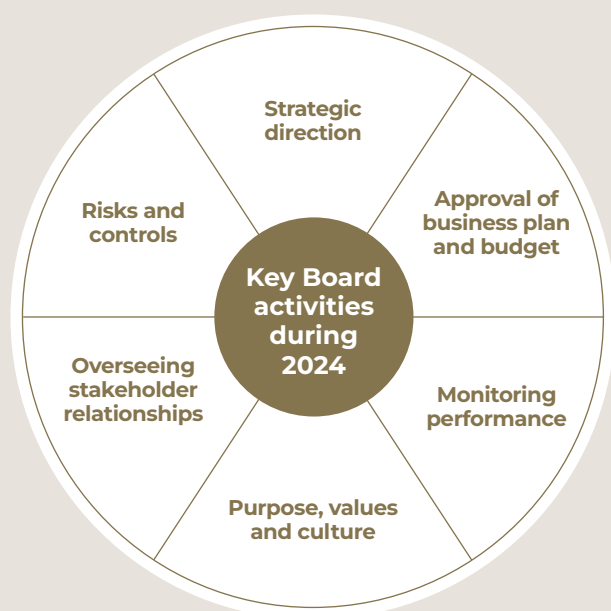 Strategic
direction
Approval of
business plan
and budget
Monitoring
performance
Purpose, values
and culture
Overseeing
stakeholder
relationships
Risks and
controls
Key Board
activities
during
2024